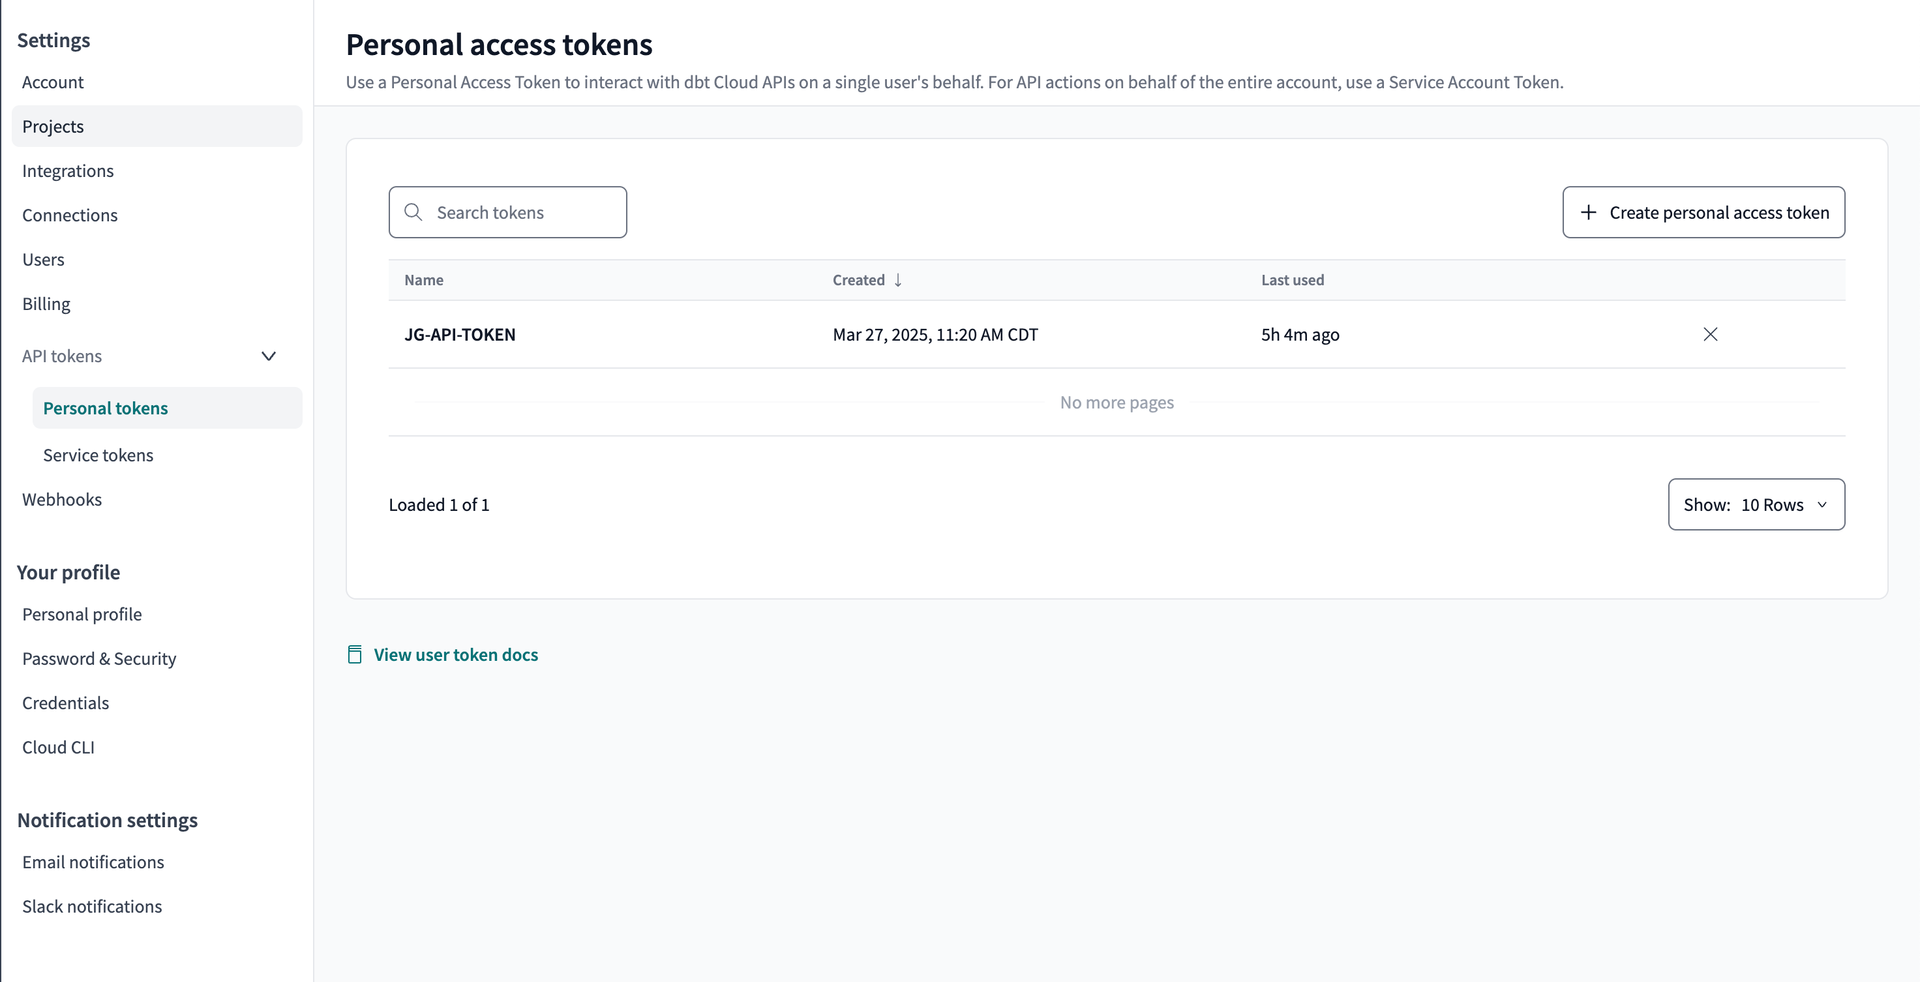 Settings
Account
Projects
Integrations
Connections
Users
Billing
API tokens
Personal tokens
Service tokens
Webhooks
Your profile
Personal profile
Password & Security
Credentials
Cloud CLI
Notification settings
Email notifications
Slack notifications
Personal access tokens
Use a Personal Access Token to interact with dbt Cloud APIs on a single user's behalf. For API actions on behalf of the entire account, use a Service Account Token.
Search tokens
Create personal access token
Name Created Last used
JG-API-TOKEN Mar 27, 2025, 11:20 AM CDT 5h 4m ago
No more pages
Loaded 1 of 1
Show: 10 Rows
View user token docs